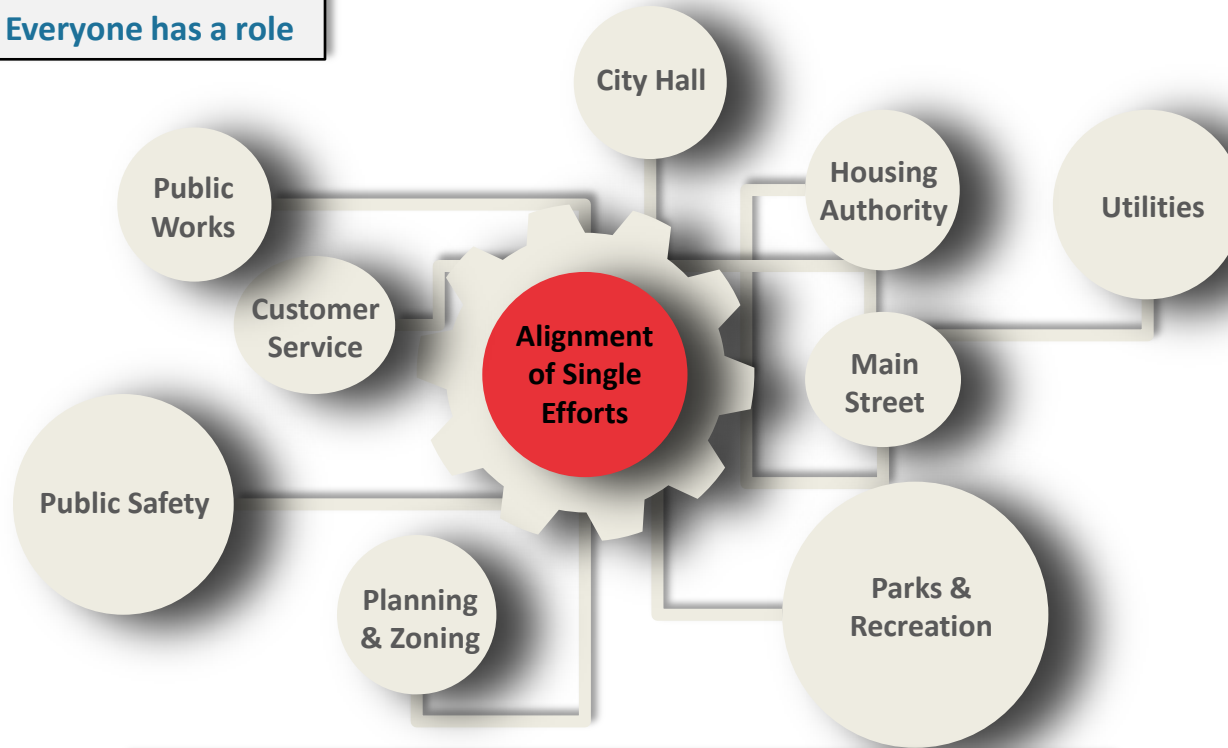 Everyone has a role
City Hall
Public
Works
Housing
Authority
Utilities
Customer
Service
Alignment
of Single
Efforts
Main
Street
Public Safety
Planning
& Zoning
Parks &
Recreation